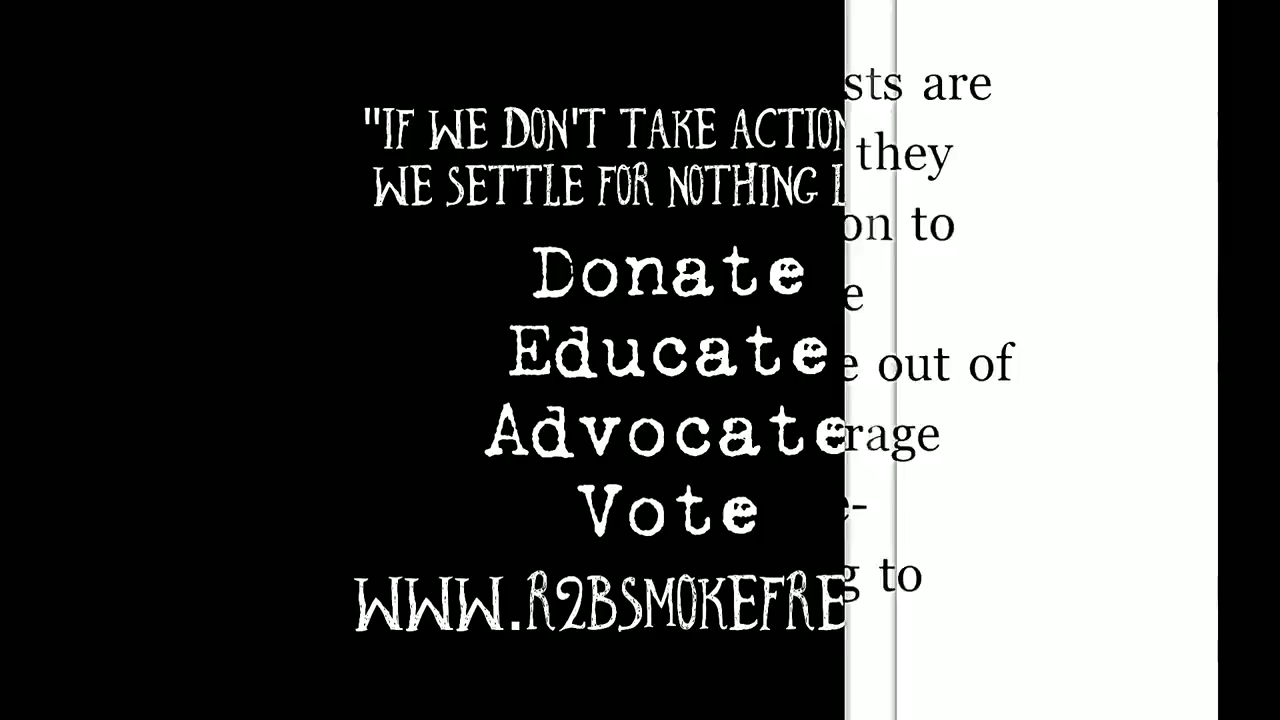 "IF WE DON'T TAKE ACTION
WE SETTLE FOR NOTHING
Donate
Educate
Advocate
Vote
WWW.R2BSMOKEFRE
sts are
they
on to
e
e out of
rage
e-
g to